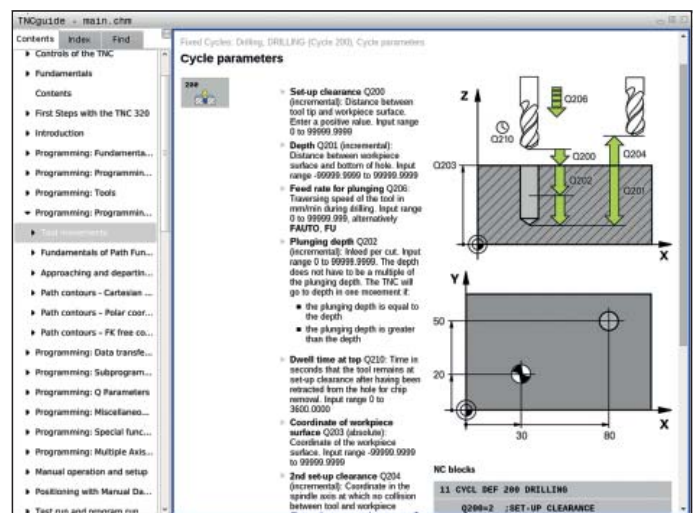 TNCguide - main.chm
Contents
Index
Find
Controls of the TNC
Fundamentals
Contents
First Steps with the TNC 320
Introduction
Programming: Fundamenta...
Programming: Programmin...
Programming: Tools
Programming: Programmin...
Tool movements
Fundamentals of Path Fun...
Approaching and departin...
Path contours - Cartesian ...
Path contours - Polar coor...
Path contours - FK free co...
Programming: Data transfe...
Programming: Subprogram...
Programming: Q Parameters
Programming: Miscellaneo...
Programming: Special func...
Programming: Multiple Axis...
Manual operation and setup
Positioning with Manual Da...
Test run and program run
Fixed Cycles: Drilling, DRILLING (Cycle 200), Cycle parameters
Cycle parameters
200
Set-up clearance Q200
(incremental): Distance between
tool tip and workpiece surface.
Enter a positive value. Input range
0 to 99999.9999
Depth Q201 (incremental):
Distance between workpiece
surface and bottom of hole. Input
range -99999.9999 to 99999.9999
Feed rate for plunging Q206:
Traversing speed of the tool in
mm/min during drilling. Input range
0 to 99999.999, alternatively
FAUTO, FU
Plunging depth Q202
(incremental): Infeed per cut. Input
range 0 to 99999.9999. The depth
does not have to be a multiple of
the plunging depth. The TNC will
go to depth in one movement if:
the plunging depth is equal to
the depth
the plunging depth is greater
than the depth
Dwell time at top Q210: Time in
seconds that the tool remains at
set-up clearance after having been
retracted from the hole for chip
removal. Input range 0 to
3600.0000
Coordinate of workpiece
surface Q203 (absolute):
Coordinate of the workpiece
surface. Input range -99999.9999
to 99999.9999
2nd set-up clearance Q204
(incremental): Coordinate in the
spindle axis at which no collision
between tool and workpiece
Z
Q206
Q210
Q200
Q204
Q203
Q202
Q201
X
Y
50
20
30
80
X
NC blocks
11 CYCL DEF 200 DRILLING
Q200=2 ;SET-UP CLEARANCE